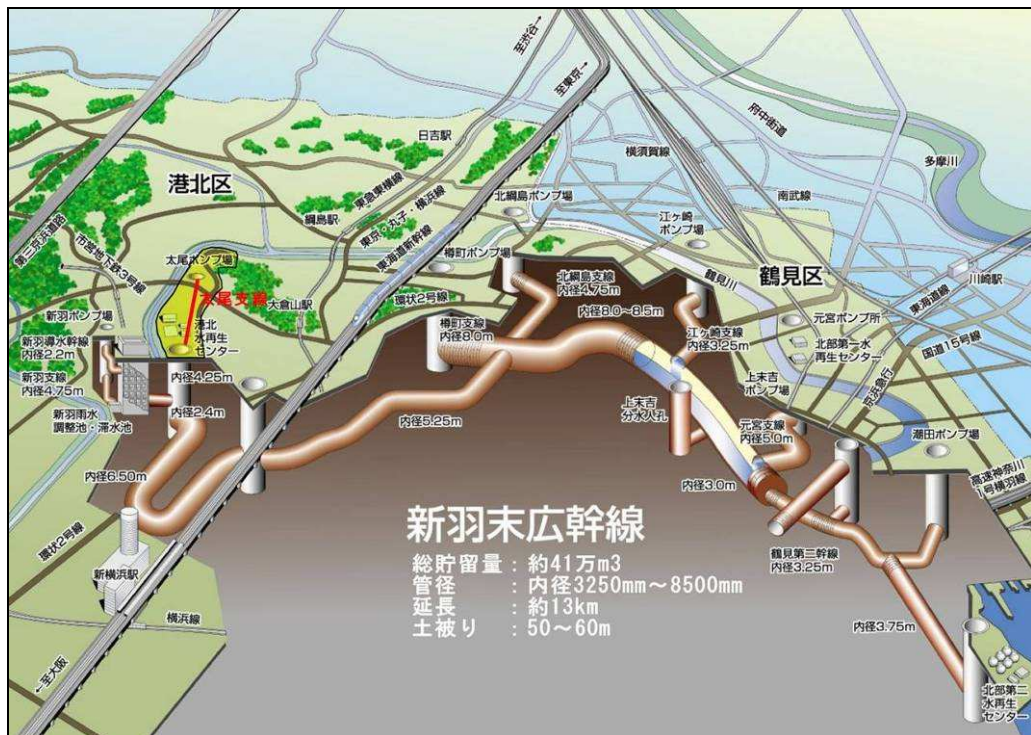 至渋谷→
至東京→
府中街道
多摩川
日吉駅
横須賀線
南武線
港北区
東急東横線
綱島駅
東京・丸子・横浜線
東海道新幹線
北綱島ポンプ場
江ヶ崎
ポンプ場
鶴見川
鶴見区
川崎駅
東海道線
国道15号線
第三京浜道路
市営地下鉄3号線
太尾ポンプ場
太尾支線
大倉山駅
環状2号線
樽町ポンプ場
北綱島支線
内径4.75m
内径8.0～8.5m
樽町支線
内径8.0m
江ヶ崎支線
内径3.25m
元宮ポンプ所
北部第一水
再生センター
京浜急行
新羽ポンプ場
港北
水再生
センター
新羽導水幹線
内径2.2m
新羽支線
内径4.75m
内径4.25m
内径2.4m
新羽雨水
調整池・滞水池
内径5.25m
上末吉
分水人孔
上末吉
ポンプ場
元宮支線
内径5.0m
潮田ポンプ場
高速神奈川
1号横羽線
内径6.50m
内径3.0m
環状2号線
新横浜駅
横浜線
←至大阪
新羽末広幹線
総貯留量：約41万m3
管径：内径3250mm～8500mm
延長：約13km
土被り：50～60m
鶴見第二幹線
内径3.25m
内径3.75m
北部第二
水再生
センター